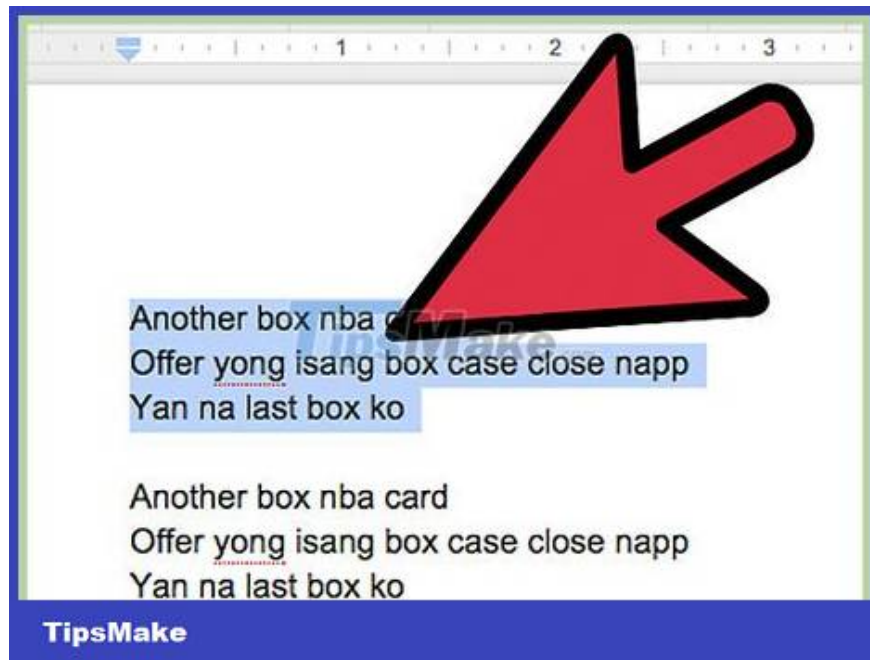 1 2 3
Another box nba c
Offer yong isang box case close napp
Yan na last box ko
TipsMake
Another box nba card
Offer yong isang box case close napp
Yan na last box ko
TipsMake